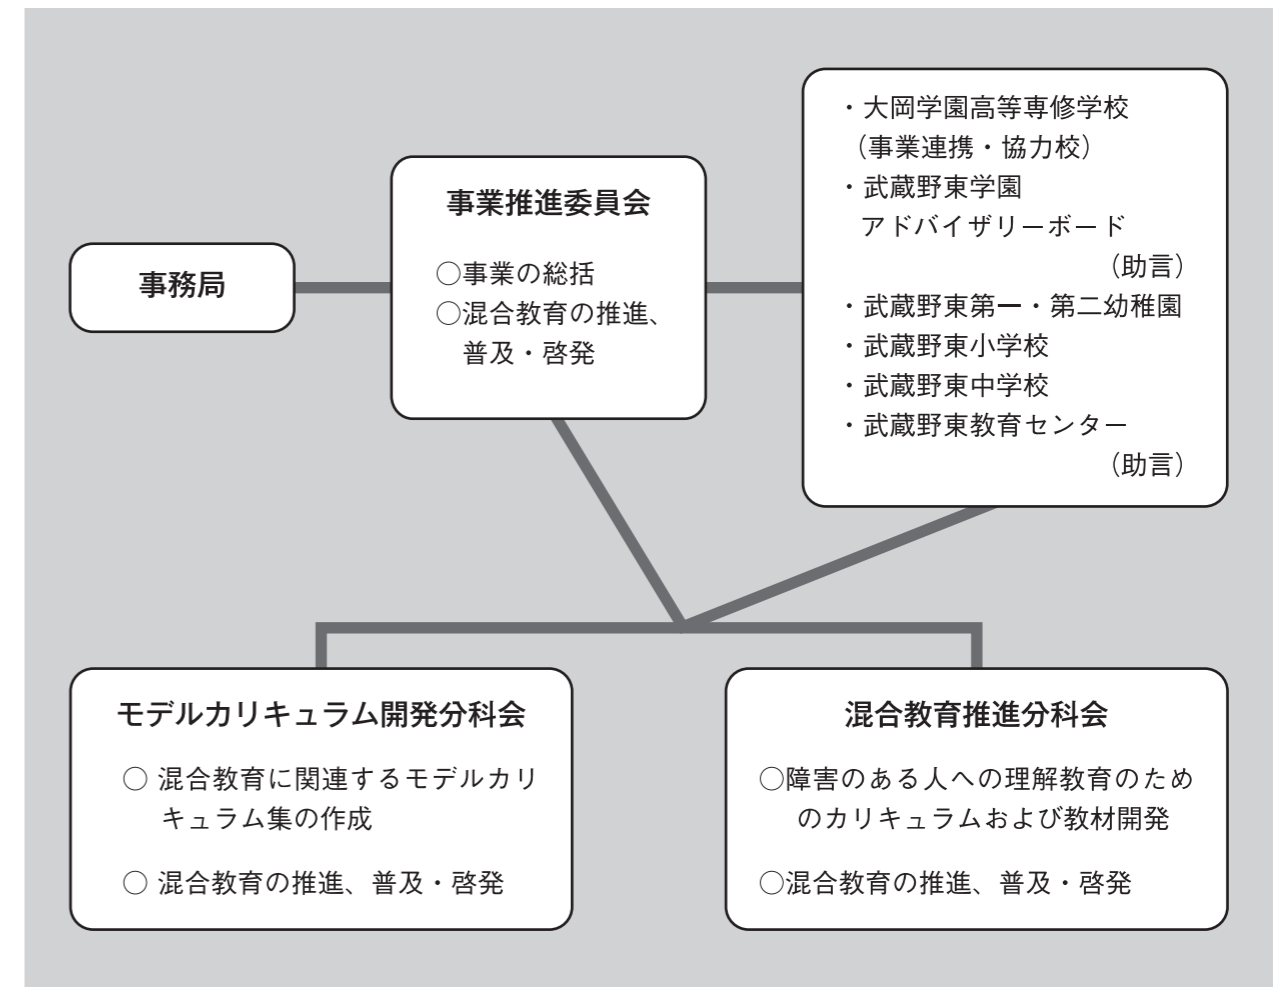 事務局
事業推進委員会
○事業の総括
○混合教育の推進、
普及・啓発
・大岡学園高等専修学校
（事業連携・協力校）
・武蔵野東学園
アドバイザリーボード
（助言）
・武蔵野東第一・第二幼稚園
・武蔵野東小学校
・武蔵野東中学校
・武蔵野東教育センター
（助言）
モデルカリキュラム開発分科会
○ 混合教育に関連するモデルカリ
キュラム集の作成
○ 混合教育の推進、普及・啓発
混合教育推進分科会
○障害のある人への理解教育のため
のカリキュラムおよび教材開発
○混合教育の推進、普及・啓発